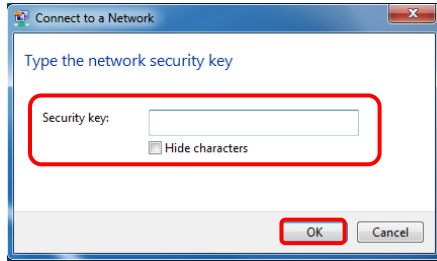 Connect to a Network
Type the network security key
Security key:
Hide characters
OK Cancel